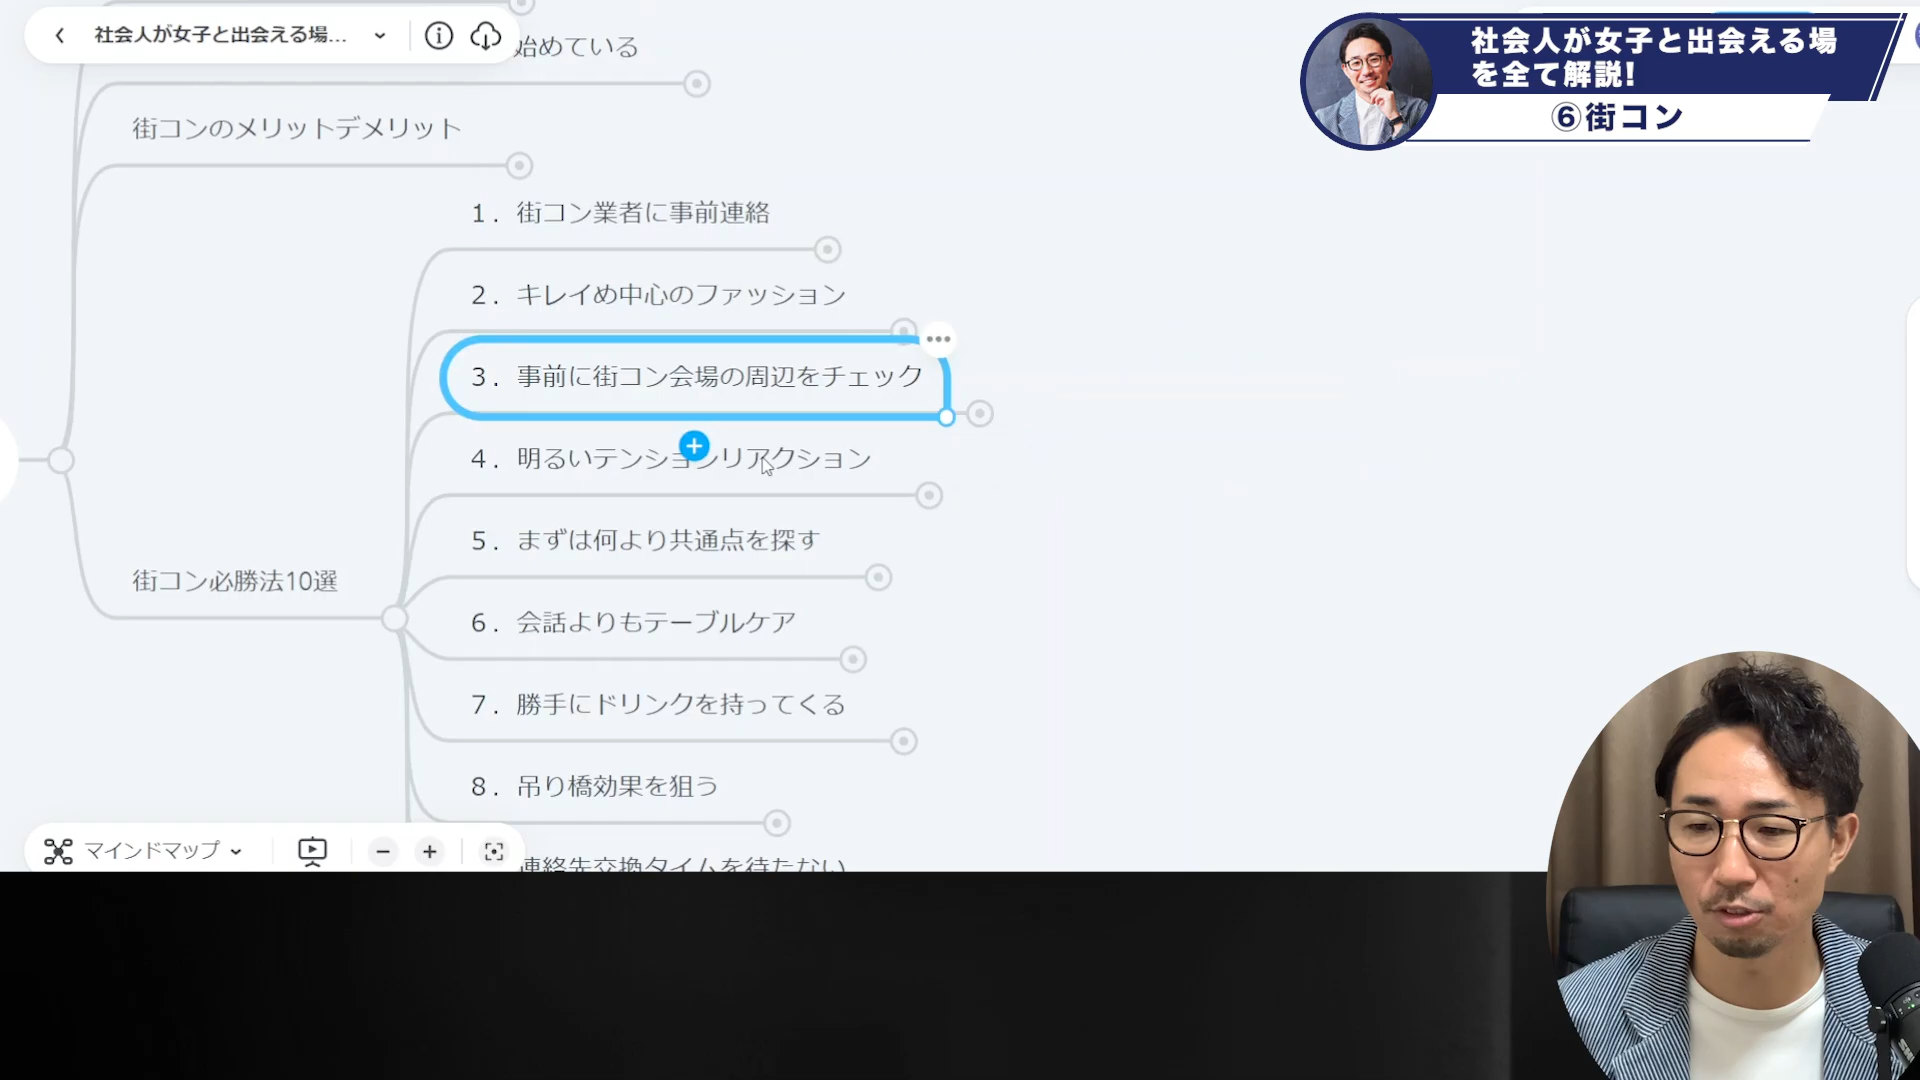 社会人が女子と出会える場...
始めている
社会人が女子と出会える場
を全て解説!
⑥街コン
街コンのメリットデメリット
1. 街コン業者に事前連絡
2. キレイめ中心のファッション
3. 事前に街コン会場の周辺をチェック
4. 明るいテンションリアクション
5. まずは何より共通点を探す
街コン必勝法10選
6. 会話よりもテーブルケア
7. 勝手にドリンクを持ってくる
8. 吊り橋効果を狙う
連絡先交換タイムを待たない
マインドマップ